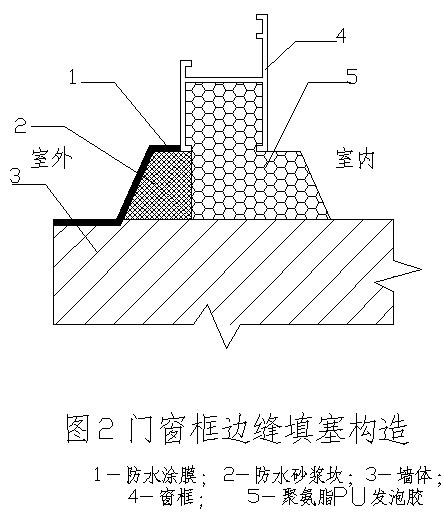 4
1
5
2
室外
室内
3
图2 门窗框边缝填塞构造
1—防水涂膜; 2—防水砂浆坎; 3—墙体;
4—窗框; 5—聚氨脂PU发泡胶